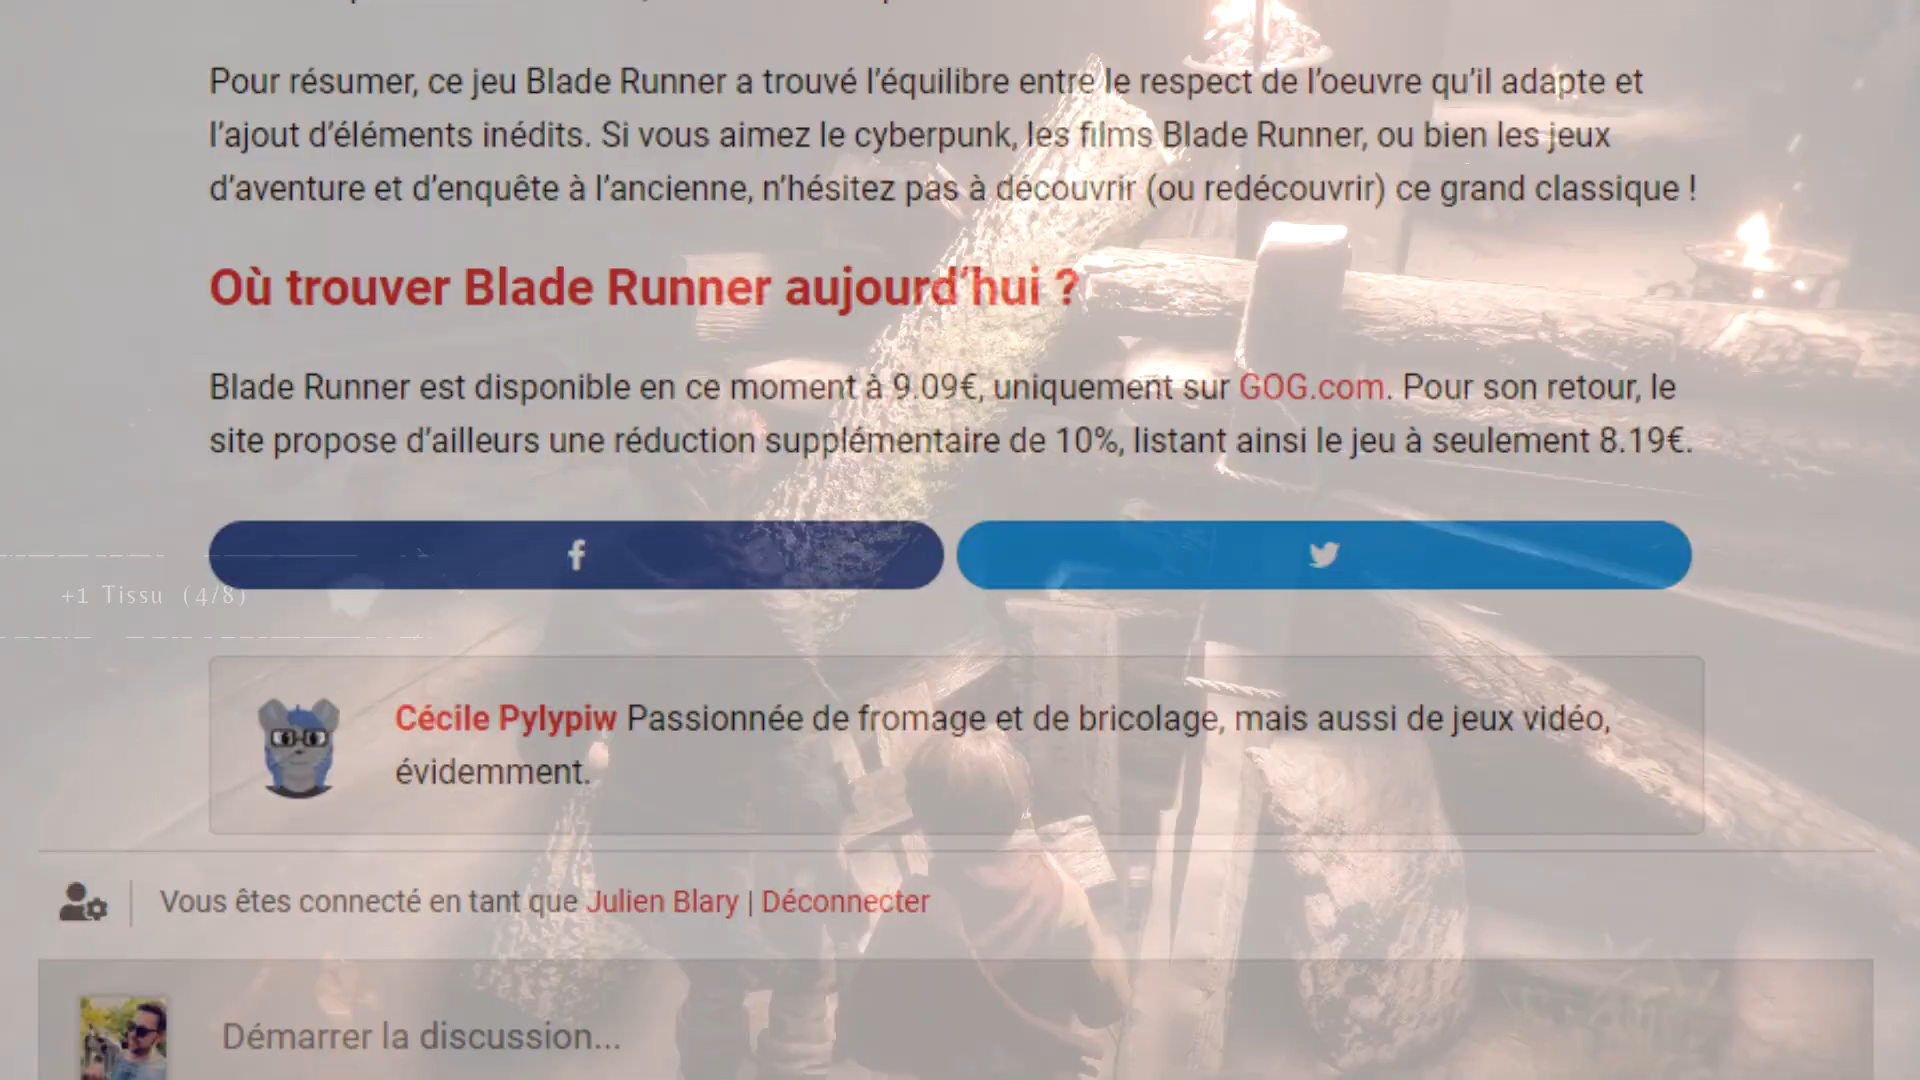 Pour résumer, ce jeu Blade Runner a trouvé l’équilibre entre le respect de l’oeuvre qu’il adapte et
l’ajout d’éléments inédits. Si vous aimez le cyberpunk, les films Blade Runner, ou bien les jeux
d’aventure et d’enquête à l’ancienne, n’hésitez pas à découvrir (ou redécouvrir) ce grand classique !
Où trouver Blade Runner aujourd’hui ?
Blade Runner est disponible en ce moment à 9.09€, uniquement sur GOG.com. Pour son retour, le
site propose d’ailleurs une réduction supplémentaire de 10%, listant ainsi le jeu à seulement 8.19€.
+1 Tissu (4/8)
Cécile Pylypiw Passionnée de fromage et de bricolage, mais aussi de jeux vidéo,
évidemment.
Vous êtes connecté en tant que Julien Blary | Déconnecter
Démarrer la discussion...